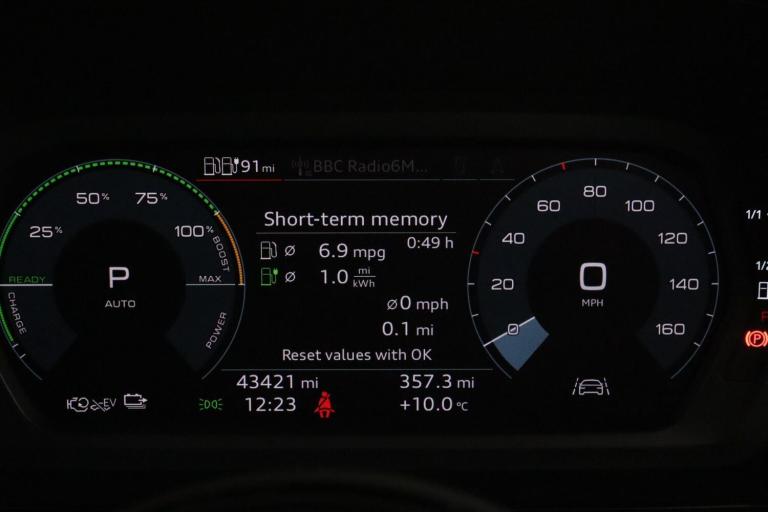 91 mi
BBC Radio6M...
50%
75%
25%
100%
BOOST
READY
MAX
CHARGE
POWER
P
AUTO
Short-term memory
0:49 h
Ø 6.9 mpg
Ø 1.0 mi/kWh
Ø 0 mph
0.1 mi
Reset values with OK
43421 mi
357.3 mi
12:23
+10.0 °C
EV
0
20
40
60
80
100
120
140
160
0
MPH
1/1
1/2
(P)